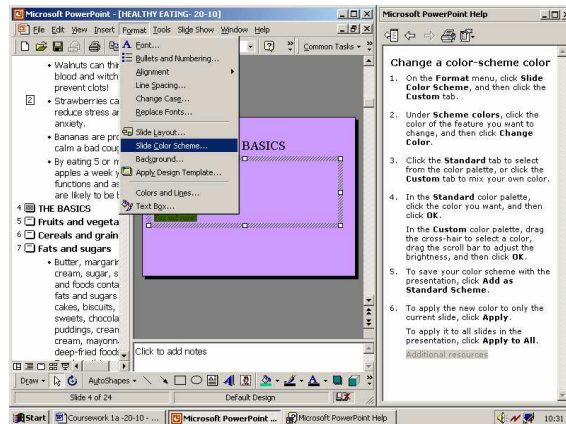 Microsoft PowerPoint - [HEALTHY EATING- 20-10]
File Edit View Insert Format Tools Slide Show Window Help
Common Tasks
• Walnuts can thi
blood and witch
prevent clots!
2 • Strawberries ca
reduce stress ar
anxiety.
• Bananas are pro
calm a bad coug
• By eating 5 or m
apples a week y
functions and as
are likely to be b
4 THE BASICS
5 Fruits and vegeta
6 Cereals and grain
7 Fats and sugars
• Butter, margarir
cream, sugar, s
and foods conta
fats and sugars
cakes, biscuits,
sweets, chocola
puddings, crean
cream, mayonn
deep-fried foods
Font...
Bullets and Numbering...
Alignment
Line Spacing...
Change Case...
Replace Fonts...
Slide Layout...
Slide Color Scheme...
Background...
Apply Design Template...
Colors and Lines...
Text Box...
BASICS
Click to add notes
Draw AutoShapes
Slide 4 of 24 Default Design
Microsoft PowerPoint Help
Change a color-scheme color
1. On the Format menu, click Slide
Color Scheme, and then click the
Custom tab.
2. Under Scheme colors, click the
color of the feature you want to
change, and then click Change
Color.
3. Click the Standard tab to select
from the color palette, or click the
Custom tab to mix your own color.
4. In the Standard color palette,
click the color you want, and then
click OK.
In the Custom color palette, drag
the cross-hair to select a color,
drag the scroll bar to adjust the
brightness, and then click OK.
5. To save your color scheme with the
presentation, click Add as
Standard Scheme.
6. To apply the new color to only the
current slide, click Apply.
To apply it to all slides in the
presentation, click Apply to All.
Additional resources
Start Coursework 1a -20-10 - ... Microsoft PowerPoint ... Microsoft PowerPoint Help 10:31